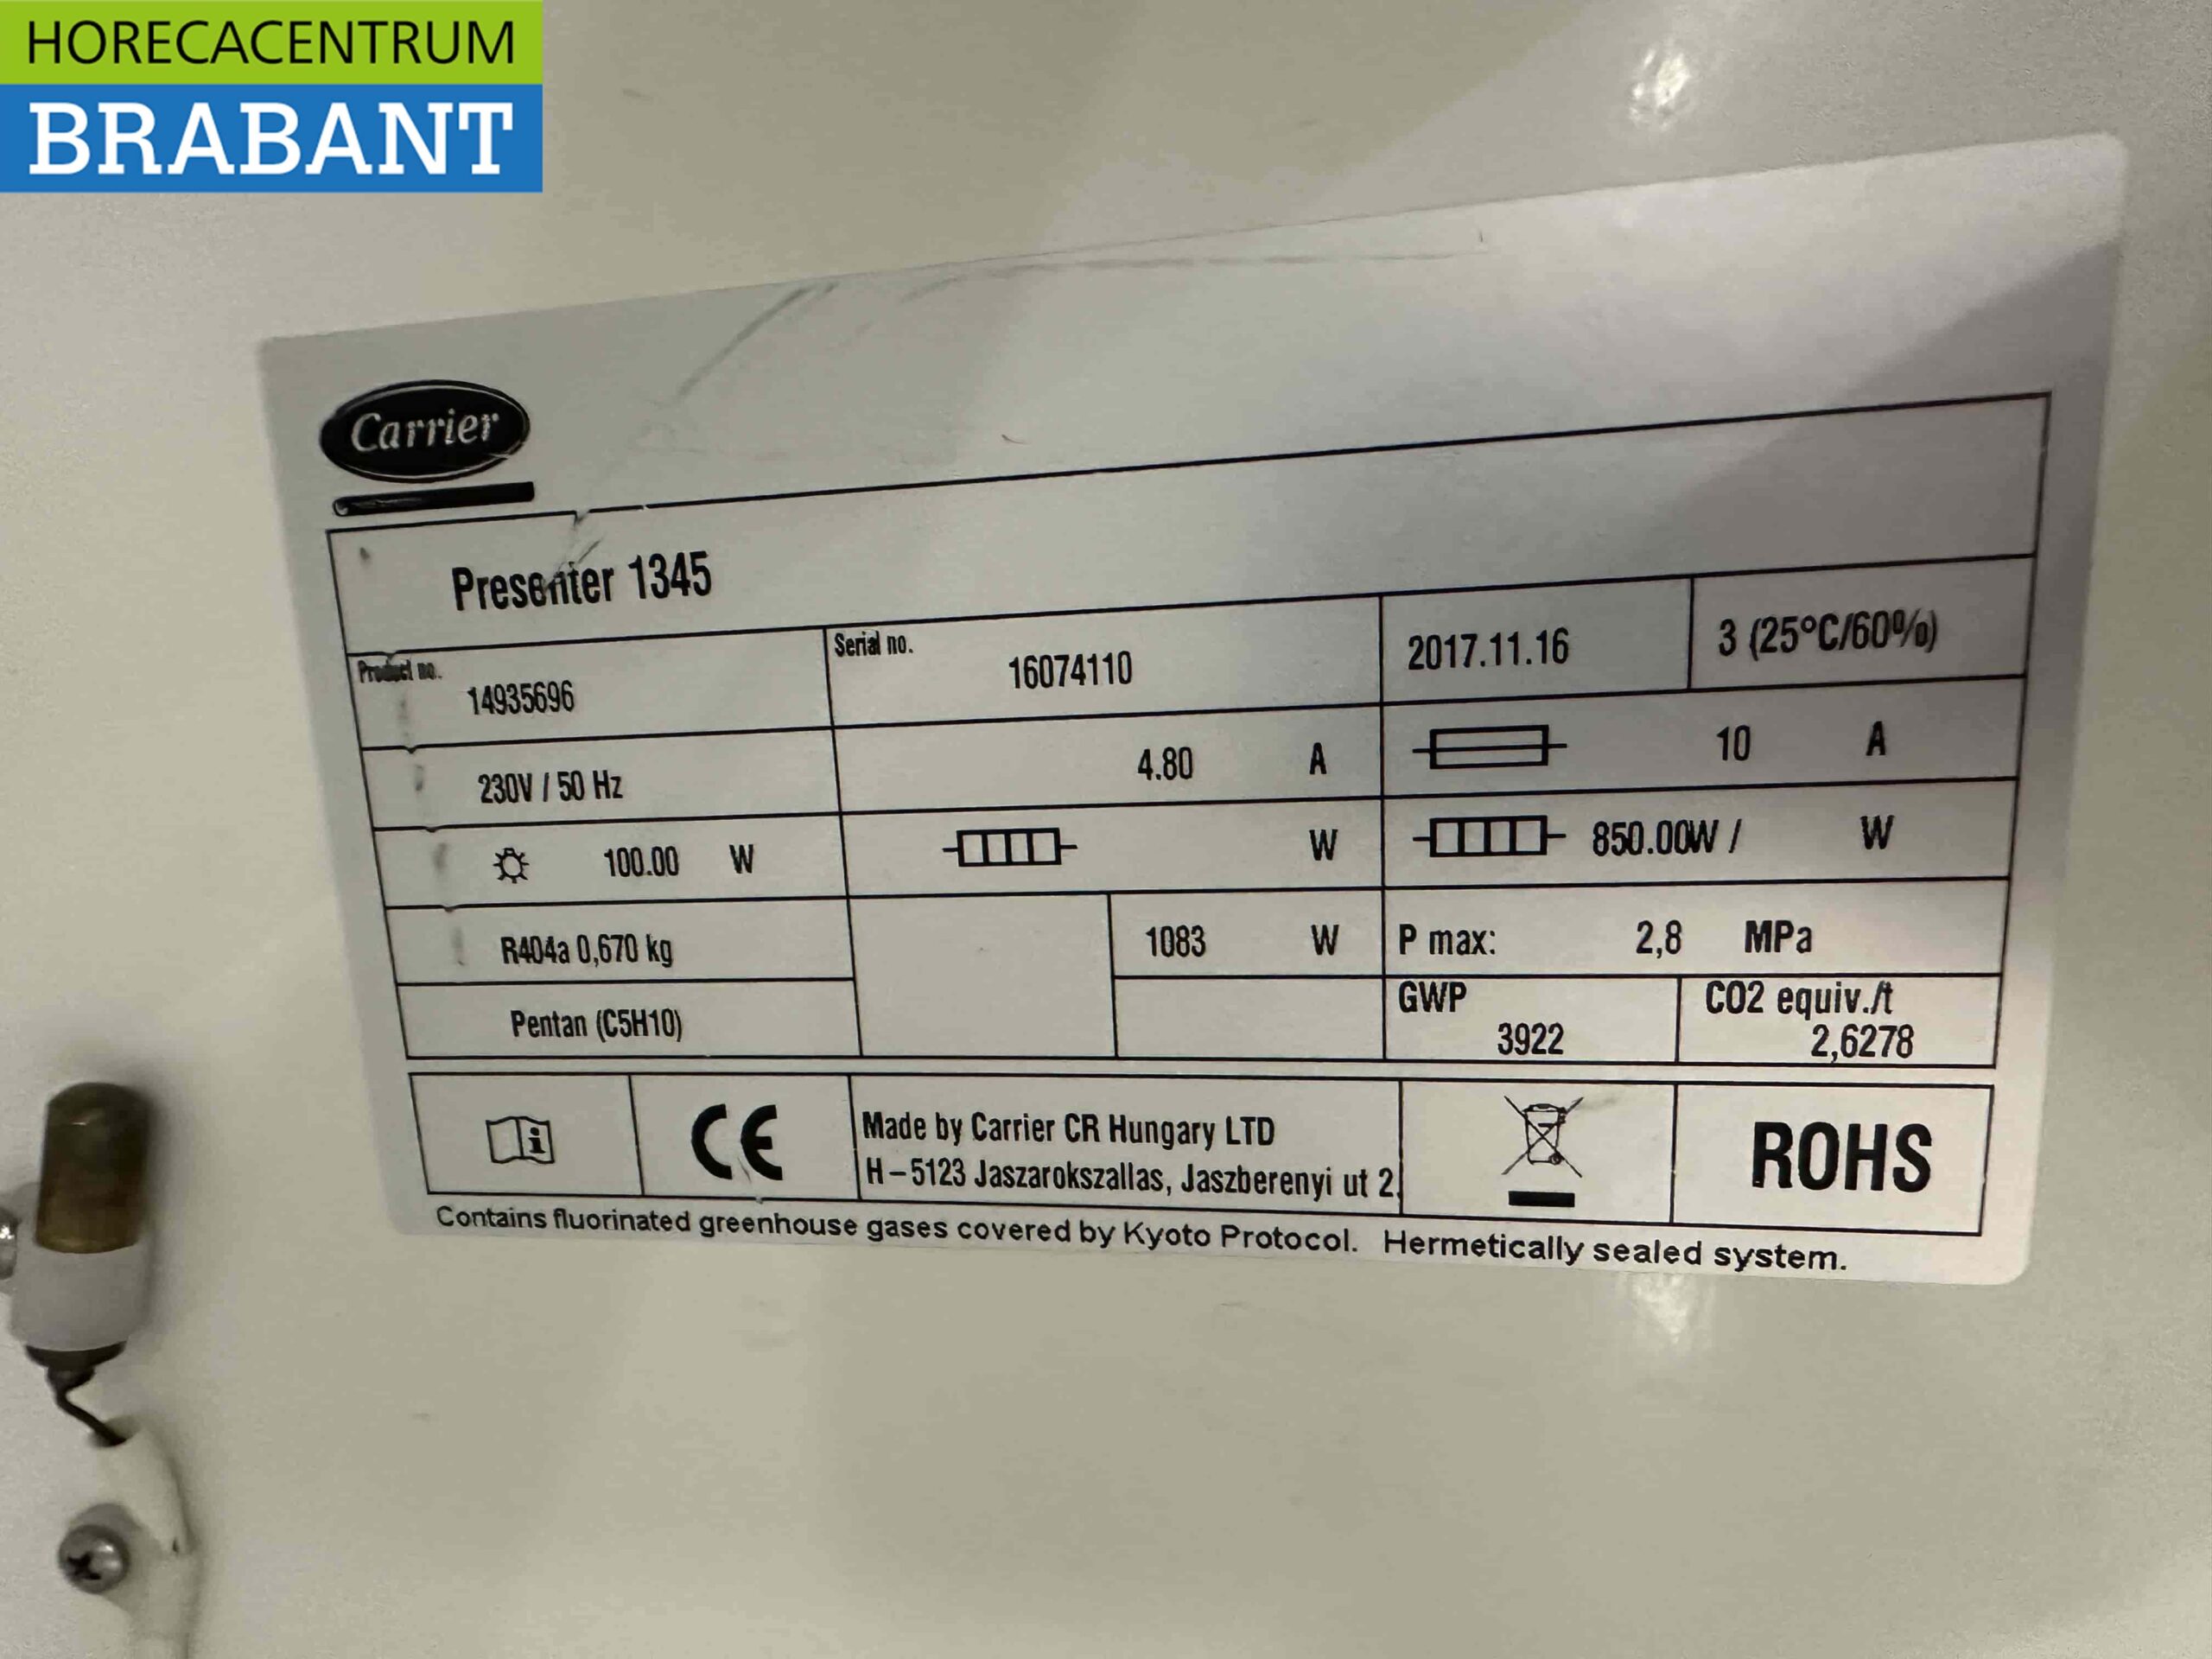 HORECACENTRUM
BRABANT
Carrier
Presenter 1345
Product no.
14935696
Serial no.
16074110
2017.11.16
3 (25°C/60%)
230V / 50 Hz
4.80 A
10 A
100.00 W
W
850.00W / W
R404a 0,670 kg
1083 W
P max: 2,8 MPa
Pentan (C5H10)
GWP
3922
CO2 equiv./t
2,6278
CE
Made by Carrier CR Hungary LTD
H-5123 Jaszarokszallas, Jaszberenyi ut 2.
ROHS
Contains fluorinated greenhouse gases covered by Kyoto Protocol. Hermetically sealed system.